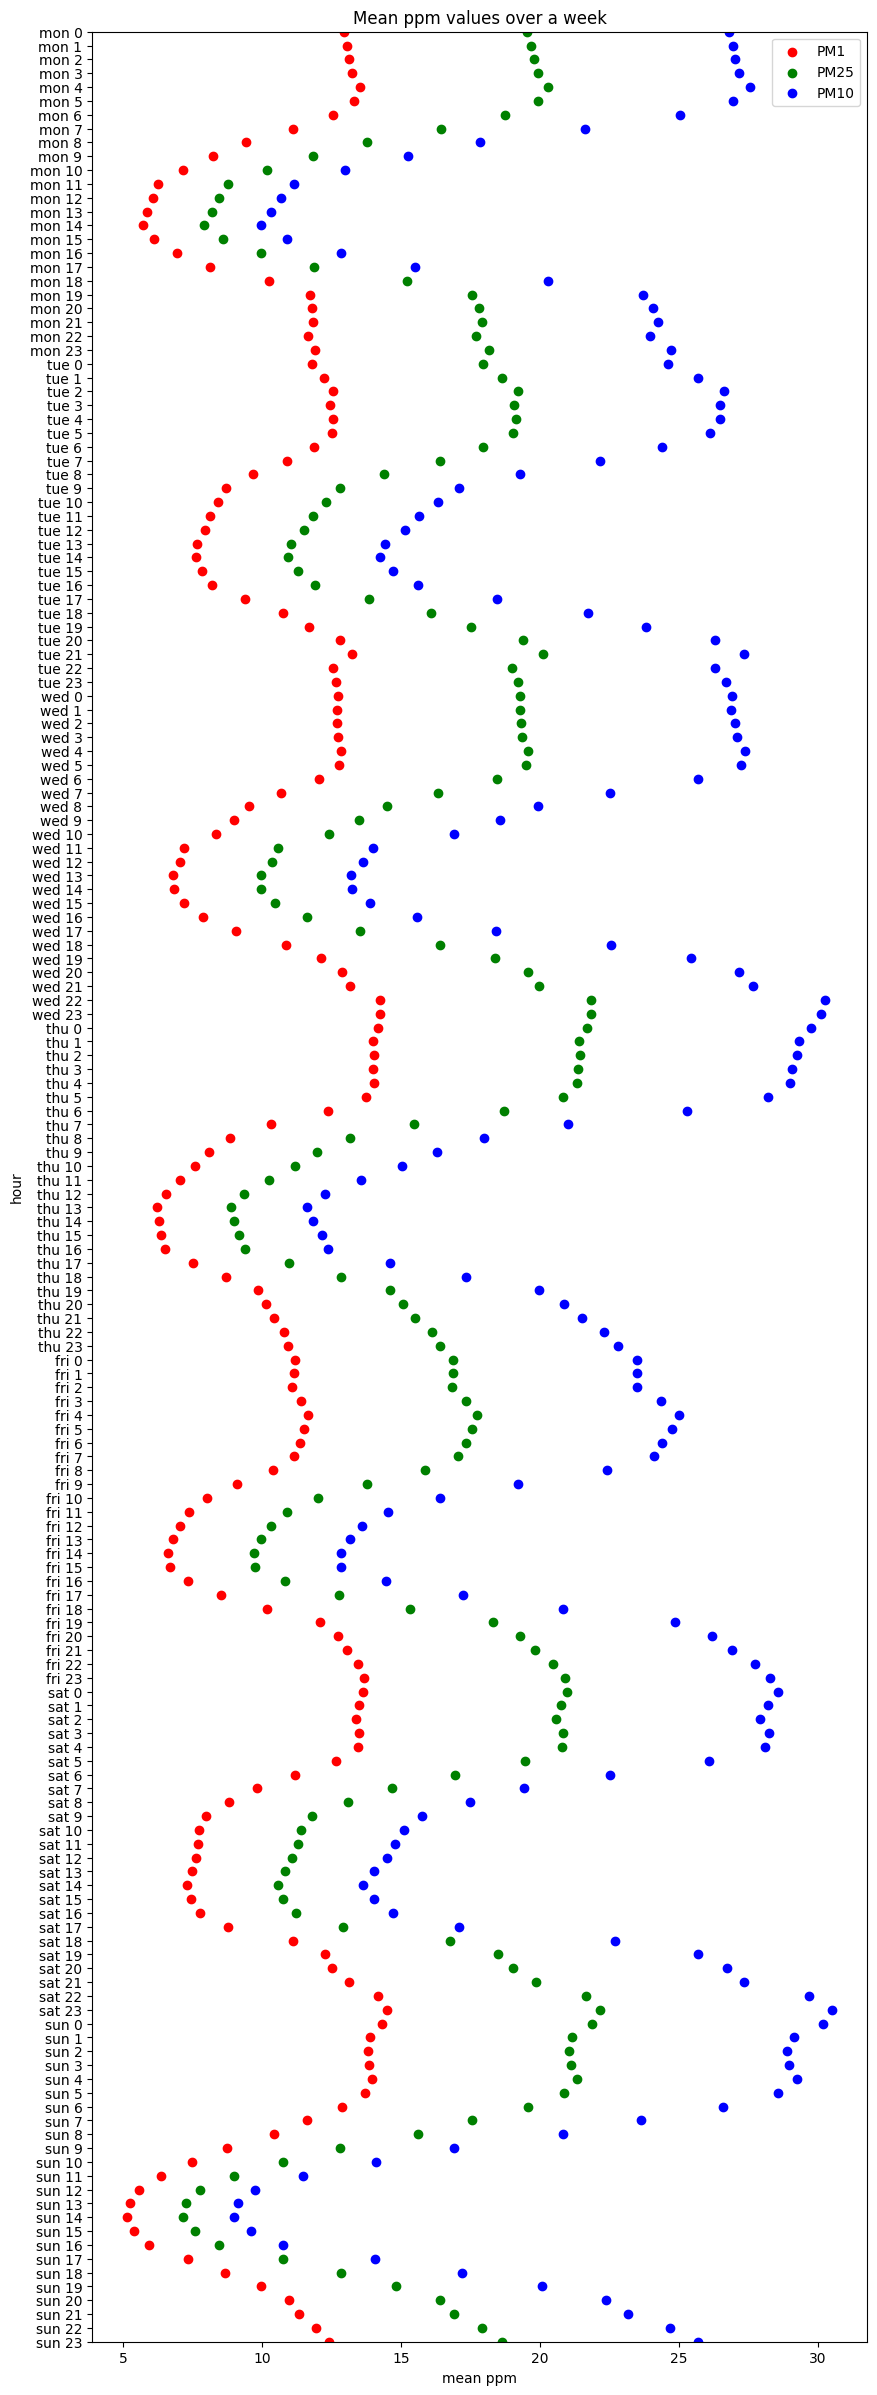 Mean ppm values over a week
PM1
PM25
PM10
mon 0
mon 1
mon 2
mon 3
mon 4
mon 5
mon 6
mon 7
mon 8
mon 9
mon 10
mon 11
mon 12
mon 13
mon 14
mon 15
mon 16
mon 17
mon 18
mon 19
mon 20
mon 21
mon 22
mon 23
tue 0
tue 1
tue 2
tue 3
tue 4
tue 5
tue 6
tue 7
tue 8
tue 9
tue 10
tue 11
tue 12
tue 13
tue 14
tue 15
tue 16
tue 17
tue 18
tue 19
tue 20
tue 21
tue 22
tue 23
wed 0
wed 1
wed 2
wed 3
wed 4
wed 5
wed 6
wed 7
wed 8
wed 9
wed 10
wed 11
wed 12
wed 13
wed 14
wed 15
wed 16
wed 17
wed 18
wed 19
wed 20
wed 21
wed 22
wed 23
thu 0
thu 1
thu 2
thu 3
thu 4
thu 5
thu 6
thu 7
thu 8
thu 9
thu 10
thu 11
thu 12
thu 13
thu 14
thu 15
thu 16
thu 17
thu 18
thu 19
thu 20
thu 21
thu 22
thu 23
fri 0
fri 1
fri 2
fri 3
fri 4
fri 5
fri 6
fri 7
fri 8
fri 9
fri 10
fri 11
fri 12
fri 13
fri 14
fri 15
fri 16
fri 17
fri 18
fri 19
fri 20
fri 21
fri 22
fri 23
sat 0
sat 1
sat 2
sat 3
sat 4
sat 5
sat 6
sat 7
sat 8
sat 9
sat 10
sat 11
sat 12
sat 13
sat 14
sat 15
sat 16
sat 17
sat 18
sat 19
sat 20
sat 21
sat 22
sat 23
sun 0
sun 1
sun 2
sun 3
sun 4
sun 5
sun 6
sun 7
sun 8
sun 9
sun 10
sun 11
sun 12
sun 13
sun 14
sun 15
sun 16
sun 17
sun 18
sun 19
sun 20
sun 21
sun 22
sun 23
hour
5 10 15 20 25 30
mean ppm